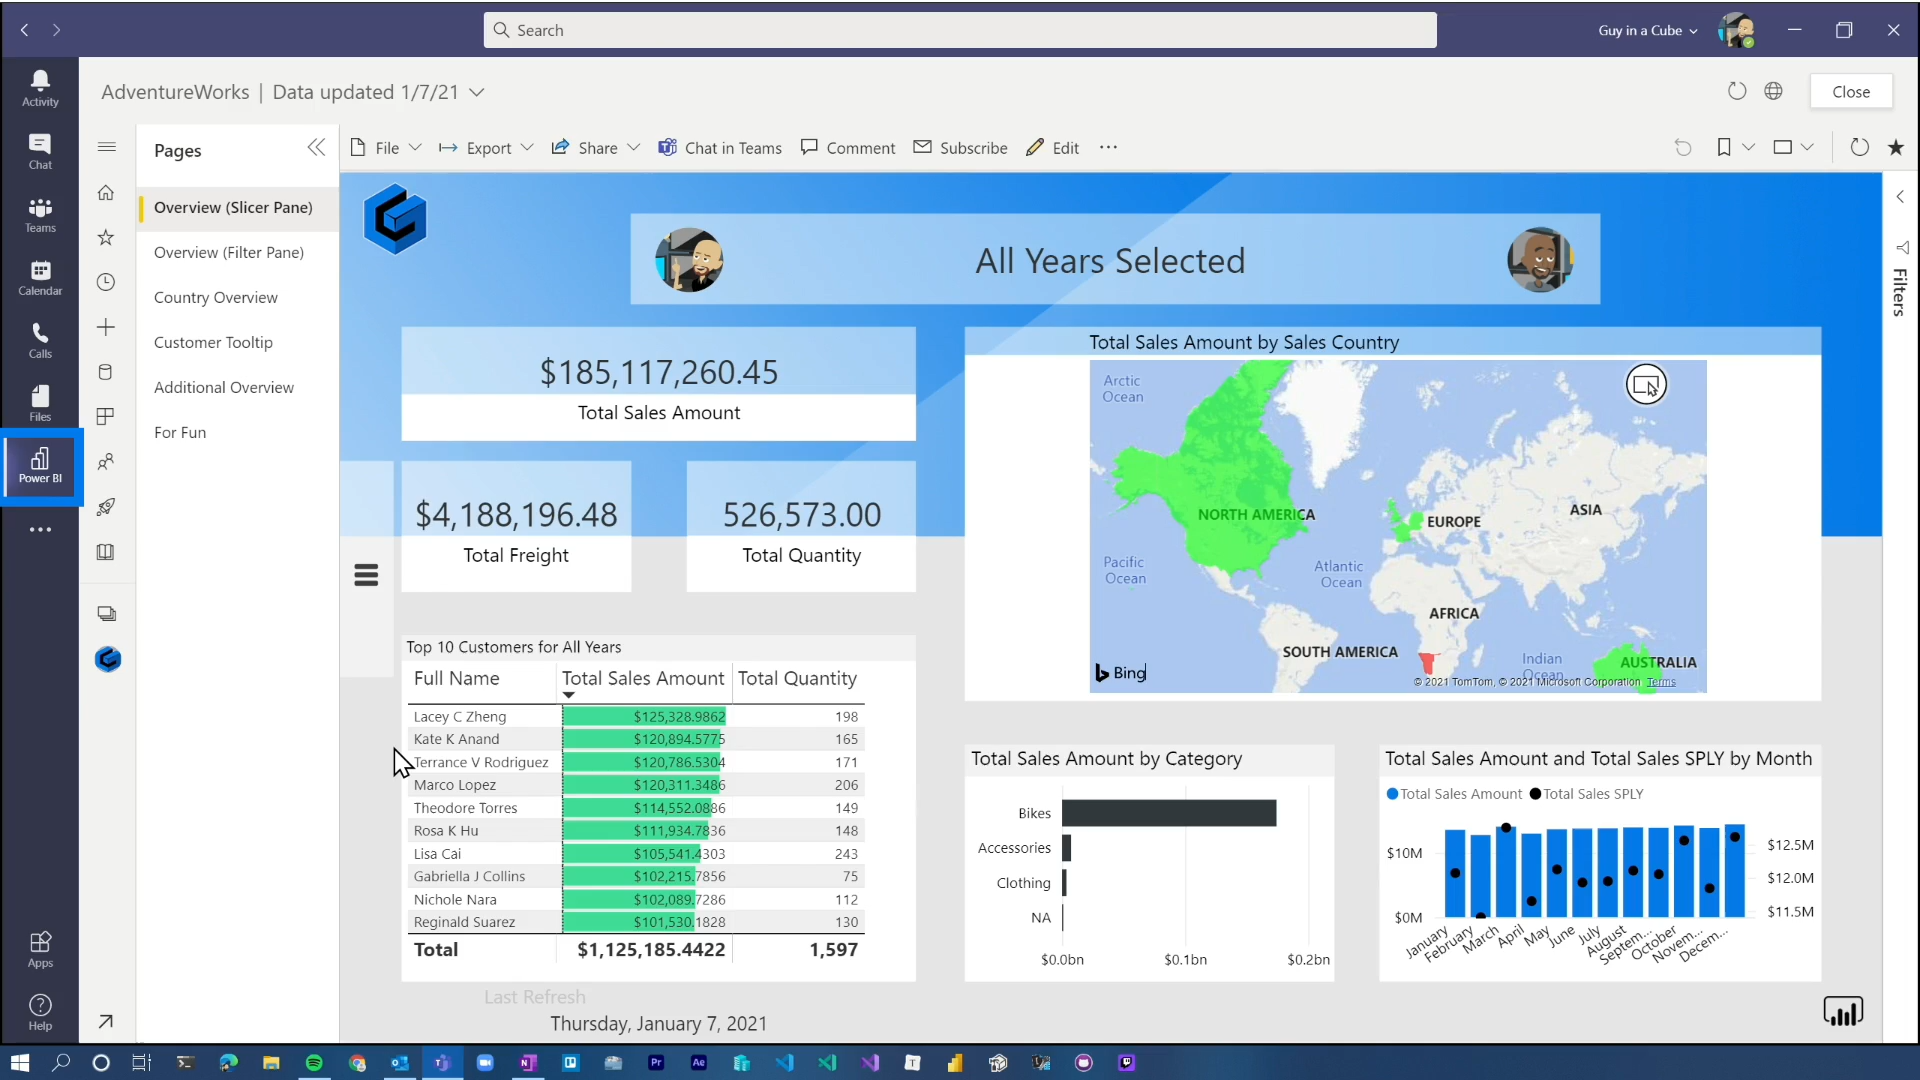 Search
Guy in a Cube
AdventureWorks | Data updated 1/7/21
Close
Activity
Chat
Teams
Calendar
Calls
Files
Power BI
Apps
Help
Pages
Overview (Slicer Pane)
Overview (Filter Pane)
Country Overview
Customer Tooltip
Additional Overview
For Fun
File
Export
Share
Chat in Teams
Comment
Subscribe
Edit
Filters
All Years Selected
$185,117,260.45
Total Sales Amount
$4,188,196.48
Total Freight
526,573.00
Total Quantity
Total Sales Amount by Sales Country
Arctic
Ocean
NORTH AMERICA
EUROPE
ASIA
Pacific
Ocean
Atlantic
Ocean
AFRICA
SOUTH AMERICA
Indian
Ocean
AUSTRALIA
Bing
© 2021 TomTom, © 2021 Microsoft Corporation Terms
Top 10 Customers for All Years
Full Name Total Sales Amount Total Quantity
Lacey C Zheng $125,328.9862 198
Kate K Anand $120,894.5775 165
Terrance V Rodriguez $120,786.5304 171
Marco Lopez $120,311.3486 206
Theodore Torres $114,552.0886 149
Rosa K Hu $111,934.7836 148
Lisa Cai $105,541.4303 243
Gabriella J Collins $102,215.7856 75
Nichole Nara $102,089.7286 112
Reginald Suarez $101,530.1828 130
Total $1,125,185.4422 1,597
Last Refresh
Thursday, January 7, 2021
Total Sales Amount by Category
Bikes
Accessories
Clothing
NA
$0.0bn $0.1bn $0.2bn
Total Sales Amount and Total Sales SPLY by Month
Total Sales Amount Total Sales SPLY
$10M
$0M
$12.5M
$12.0M
$11.5M
January
February
March
April
May
June
July
August
Septem...
October
Novem...
Decem...
Pr
Ae